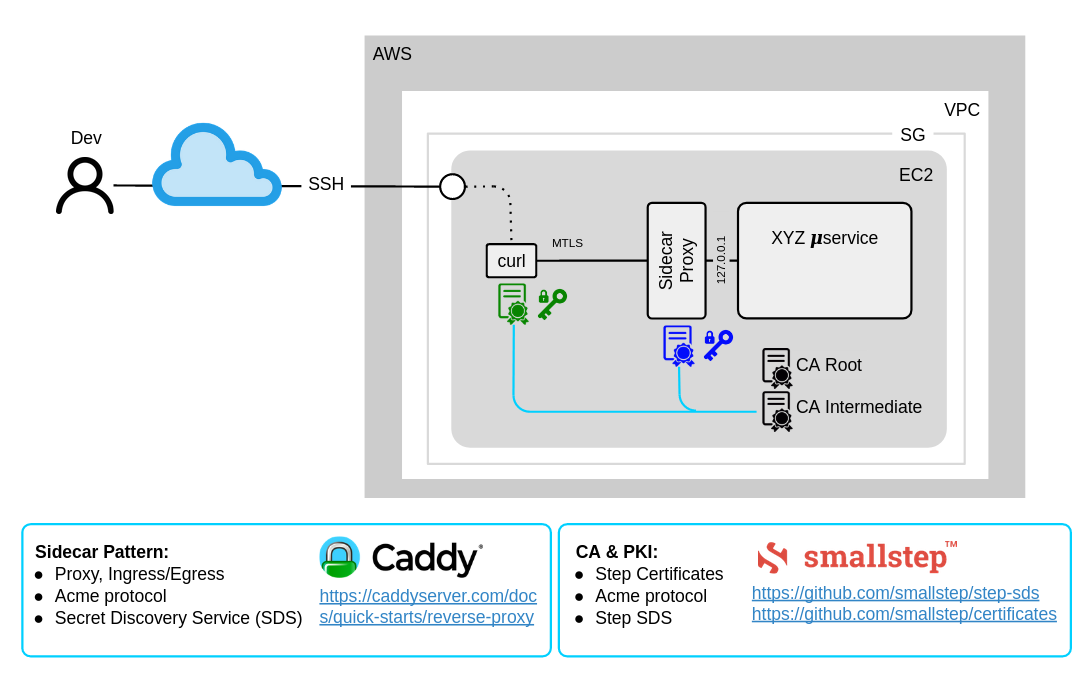 AWS
VPC
SG
EC2
Dev
SSH
MTLS
curl
Sidecar
Proxy
127.0.0.1
XYZ µservice
CA Root
CA Intermediate
Sidecar Pattern:
● Proxy, Ingress/Egress
● Acme protocol
● Secret Discovery Service (SDS)
Caddy®
https://caddyserver.com/doc
s/quick-starts/reverse-proxy
CA & PKI:
● Step Certificates
● Acme protocol
● Step SDS
smallstep™
https://github.com/smallstep/step-sds
https://github.com/smallstep/certificates